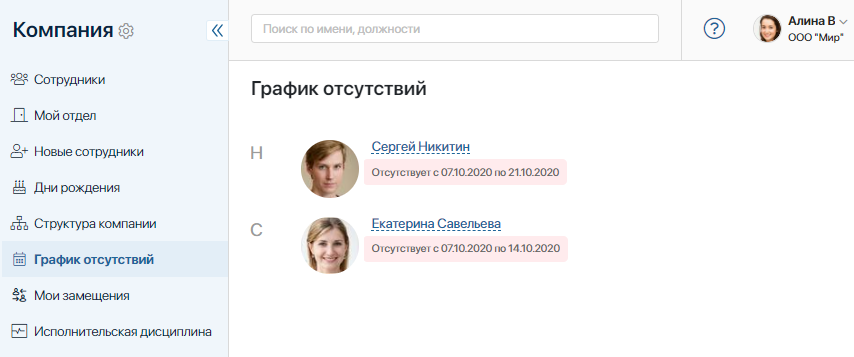 Компания
Поиск по имени, должности
?
Алина В
ООО "Мир"
Сотрудники
Мой отдел
Новые сотрудники
Дни рождения
Структура компании
График отсутствий
Мои замещения
Исполнительская дисциплина
График отсутствий
Н
Сергей Никитин
Отсутствует с 07.10.2020 по 21.10.2020
С
Екатерина Савельева
Отсутствует с 07.10.2020 по 14.10.2020